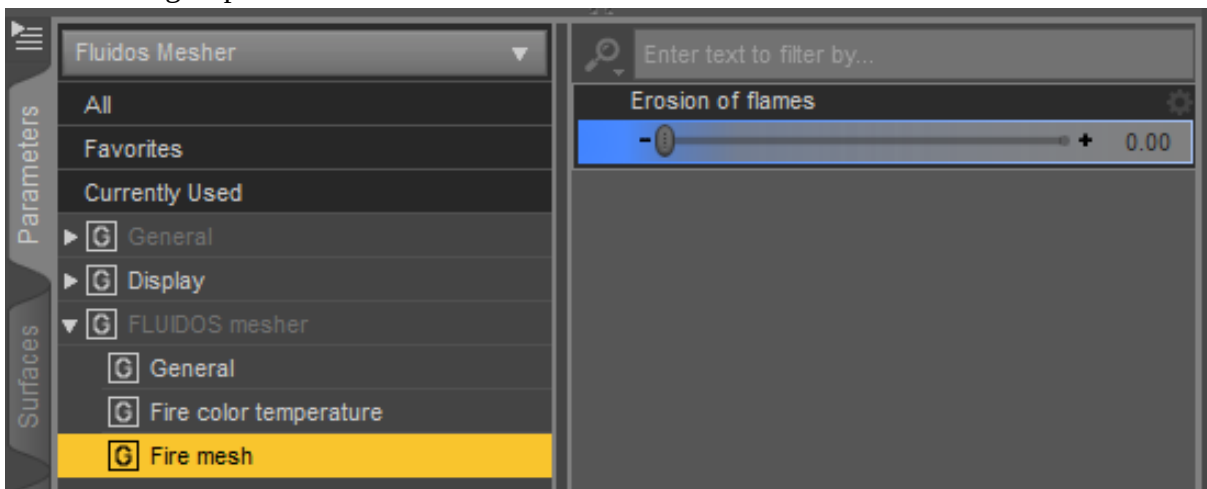 Parameters
Surfaces
Fluidos Mesher
All
Favorites
Currently Used
G General
G Display
G FLUIDOS mesher
G General
G Fire color temperature
G Fire mesh
Enter text to filter by...
Erosion of flames
- + 0.00